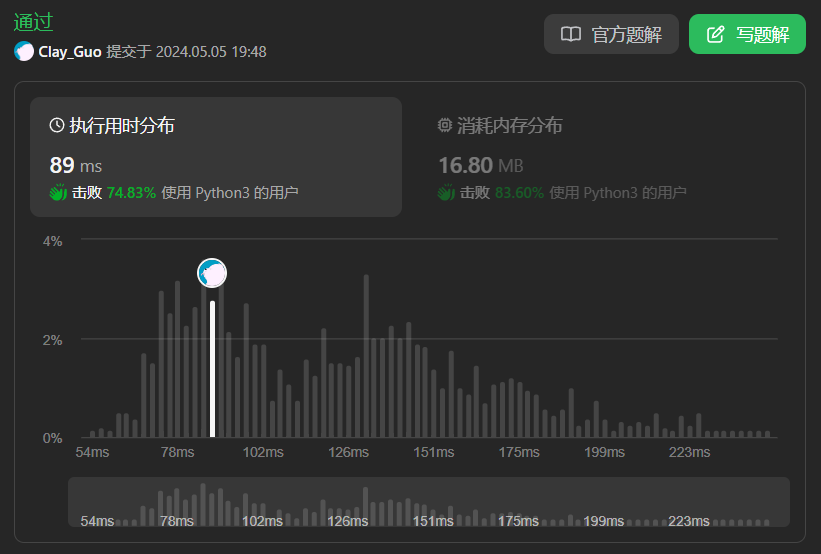 通过
Clay_Guo 提交于 2024.05.05 19:48
官方题解
写题解
执行用时分布
89 ms
击败 74.83% 使用 Python3 的用户
消耗内存分布
16.80 MB
击败 83.60% 使用 Python3 的用户
4%
2%
0%
54ms 78ms 102ms 126ms 151ms 175ms 199ms 223ms
54ms 78ms 102ms 126ms 151ms 175ms 199ms 223ms